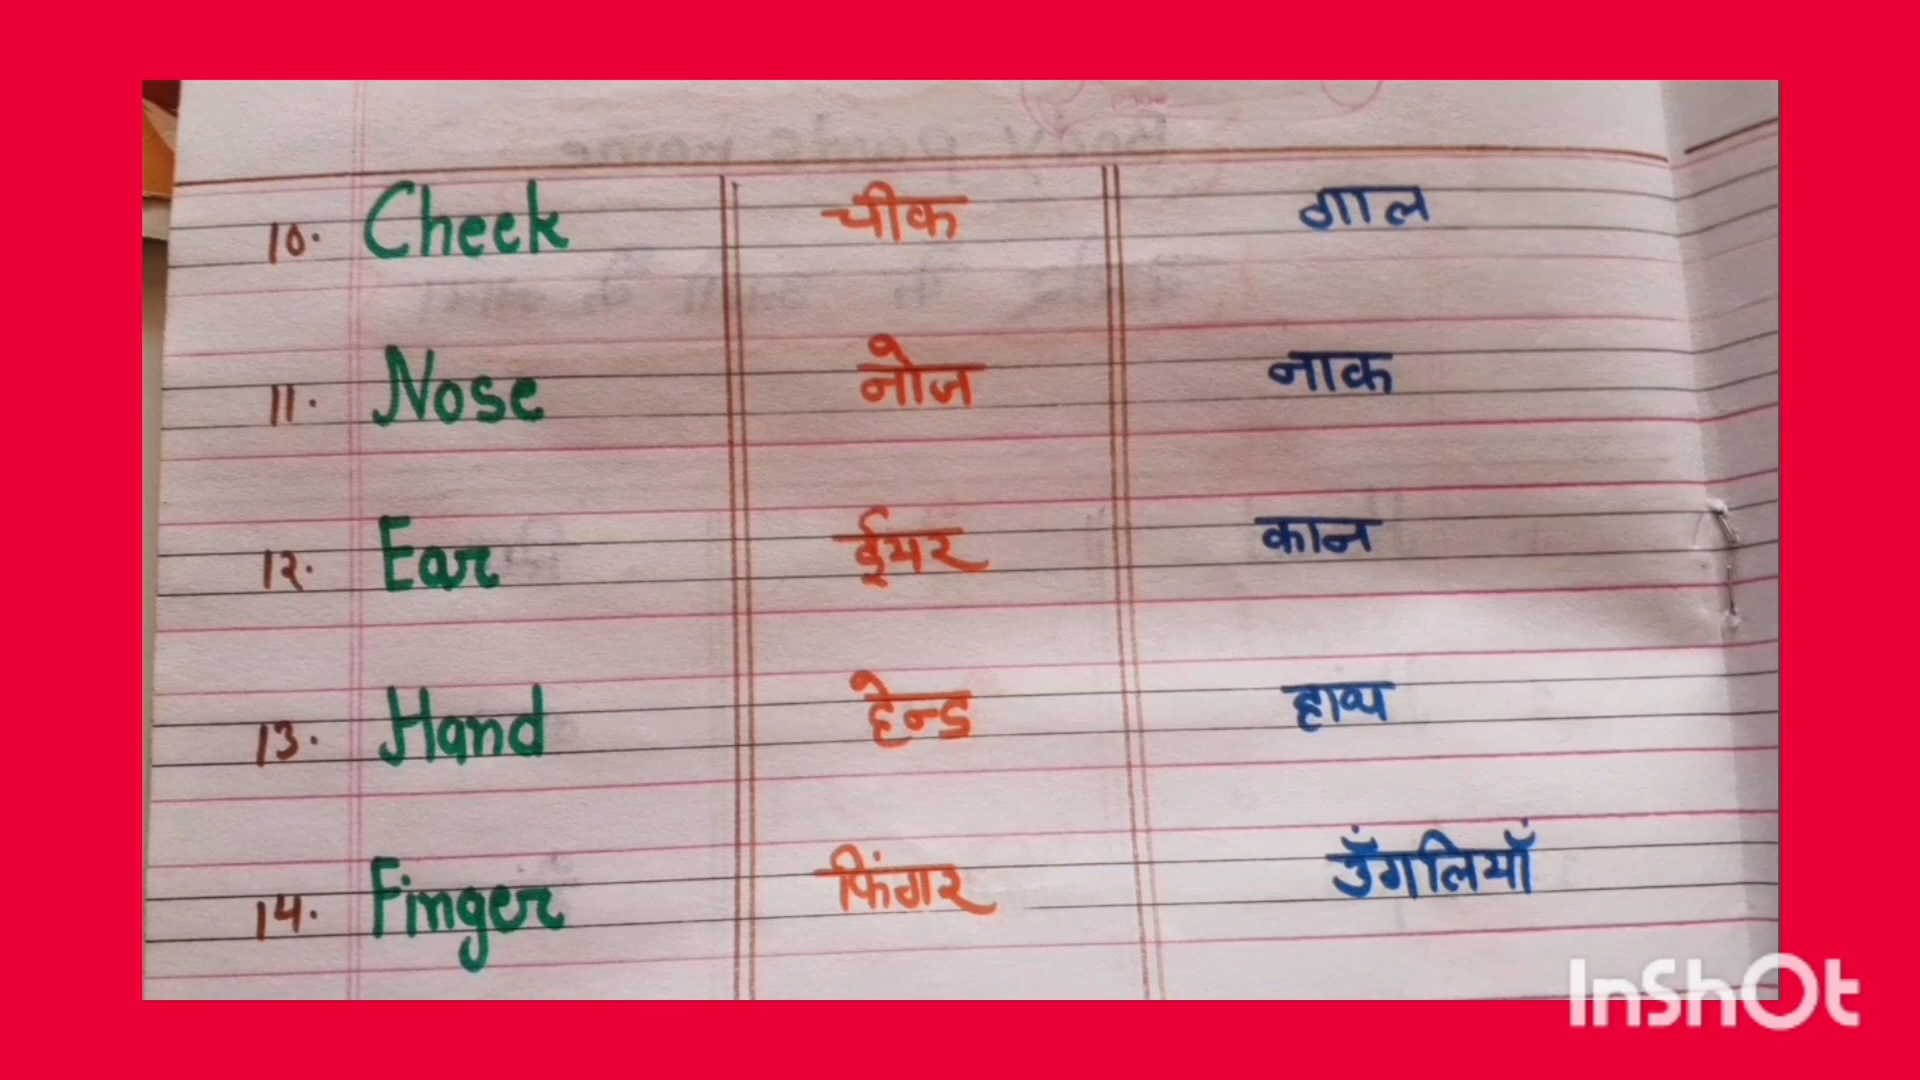 10. Cheek चीक गाल
11. Nose नोज नाक
12. Ear ईयर कान
13. Hand हेन्ड हाथ
14. Finger फिंगर उँगलियाँ
InShOt